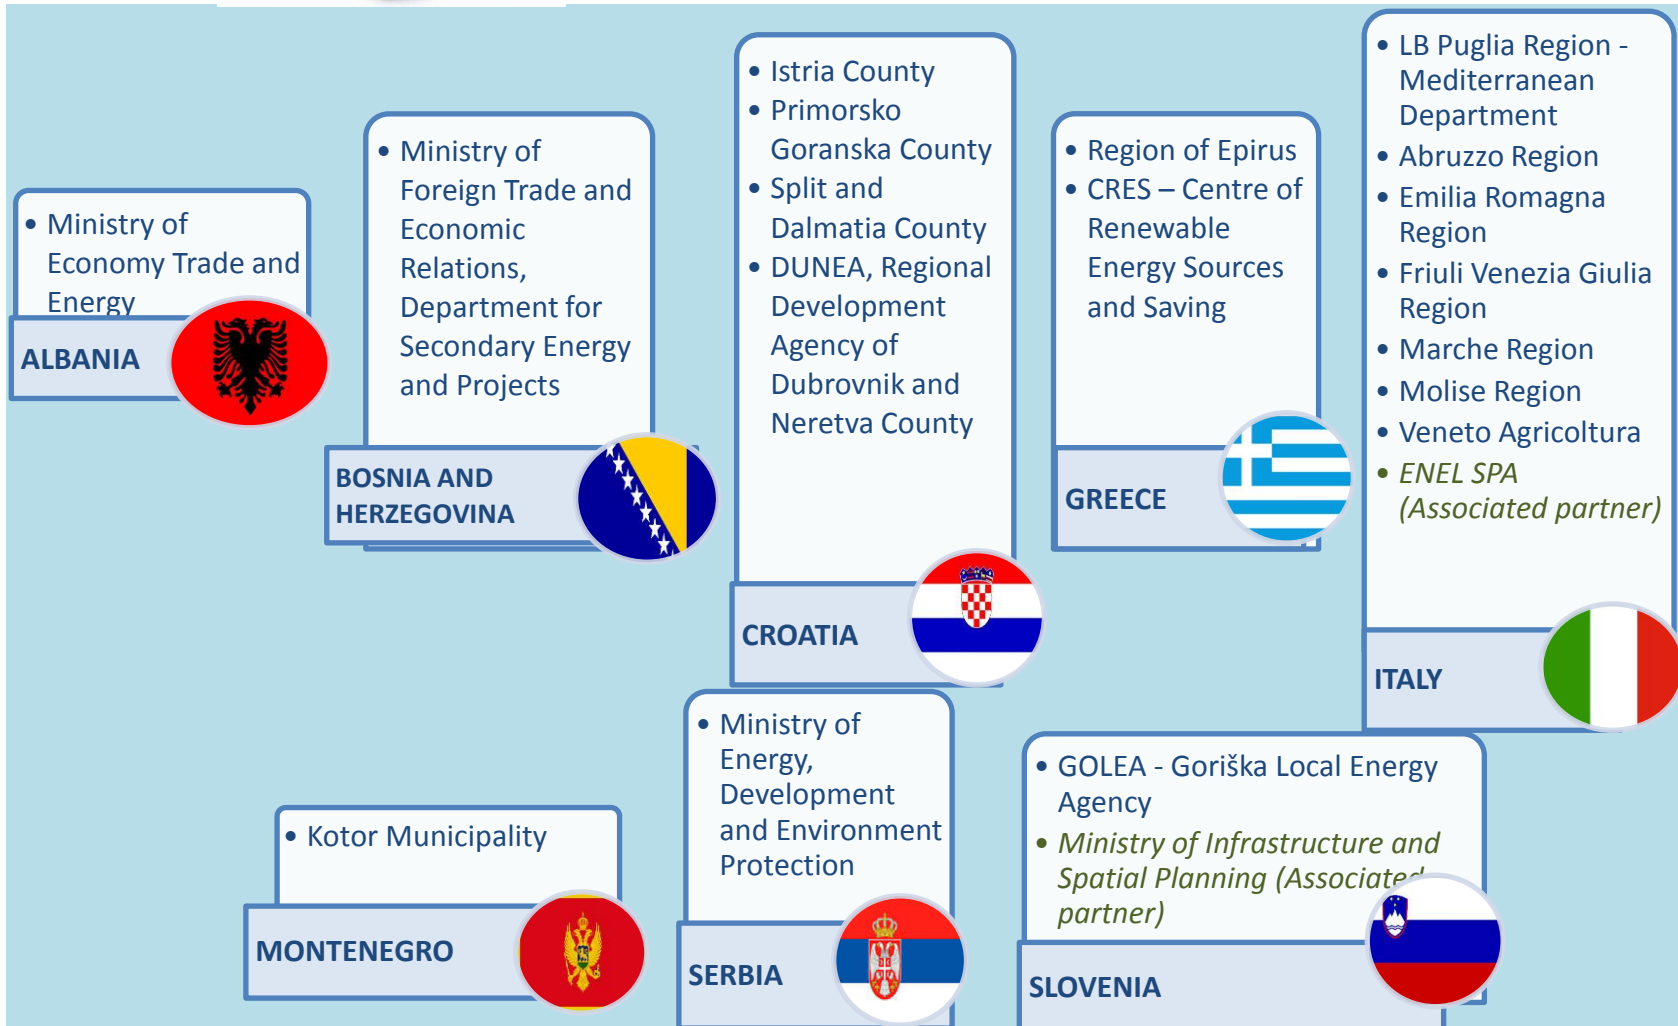 • Ministry of
Economy Trade and
Energy
ALBANIA
• Ministry of
Foreign Trade and
Economic
Relations,
Department for
Secondary Energy
and Projects
BOSNIA AND
HERZEGOVINA
• Istria County
• Primorsko
Goranska County
• Split and
Dalmatia County
• DUNEA, Regional
Development
Agency of
Dubrovnik and
Neretva County
CROATIA
• Region of Epirus
• CRES – Centre of
Renewable
Energy Sources
and Saving
GREECE
• LB Puglia Region -
Mediterranean
Department
• Abruzzo Region
• Emilia Romagna
Region
• Friuli Venezia Giulia
Region
• Marche Region
• Molise Region
• Veneto Agricoltura
• ENEL SPA
(Associated partner)
ITALY
• Kotor Municipality
MONTENEGRO
• Ministry of
Energy,
Development
and Environment
Protection
SERBIA
• GOLEA - Goriška Local Energy
Agency
• Ministry of Infrastructure and
Spatial Planning (Associated
partner)
SLOVENIA